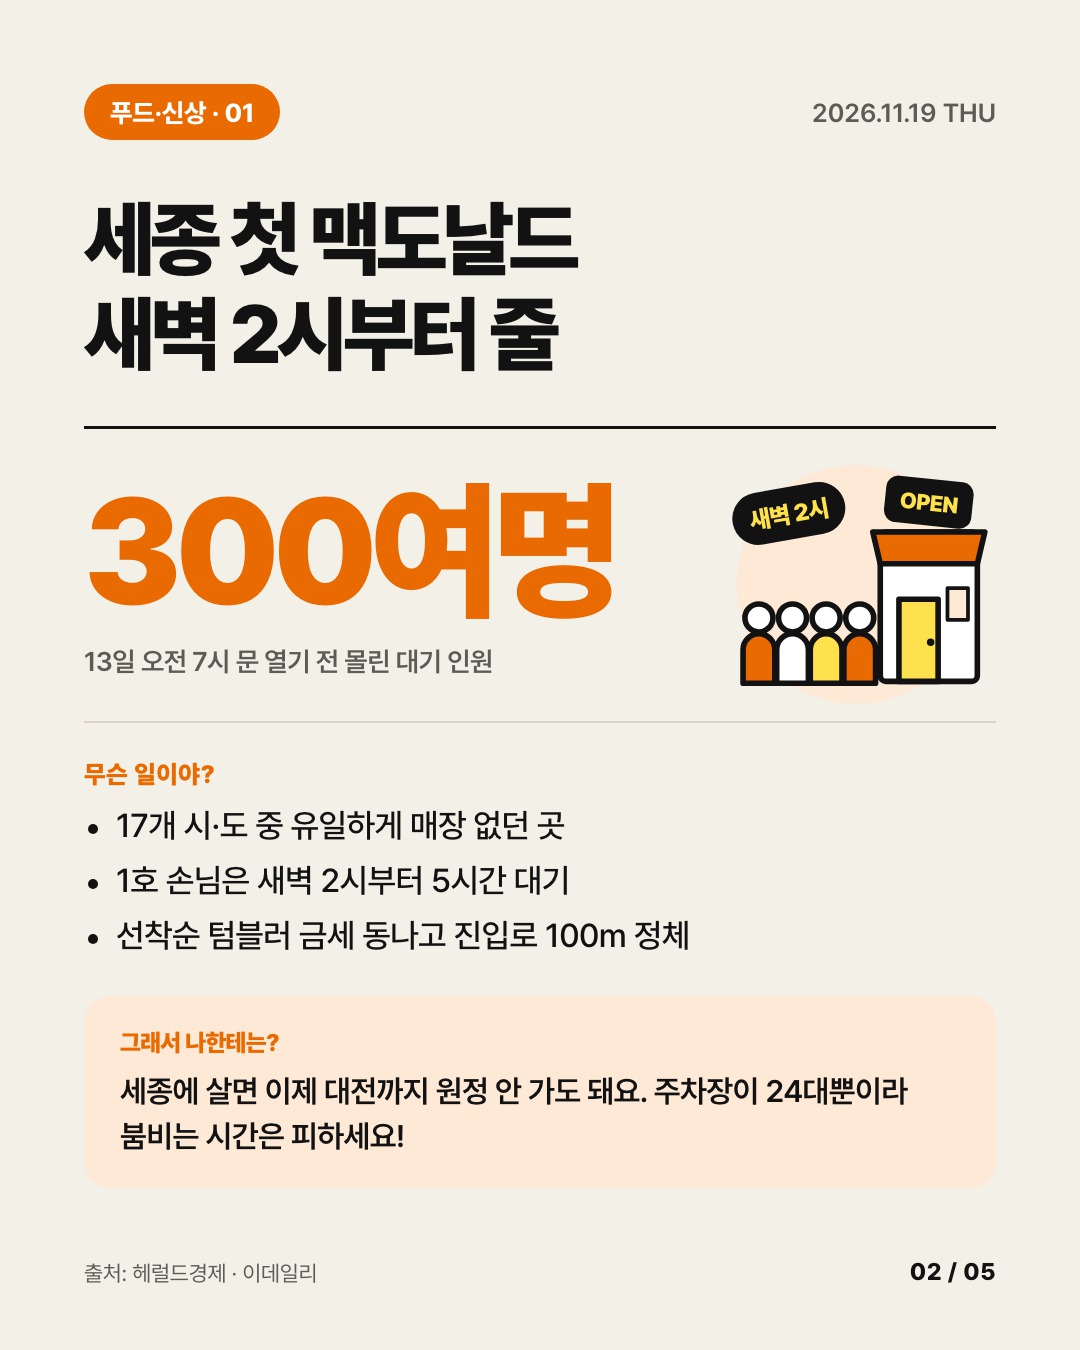 푸드·신상 · 01
2026.11.19 THU
세종 첫 맥도날드
새벽 2시부터 줄
300여명
13일 오전 7시 문 열기 전 몰린 대기 인원
새벽 2시
OPEN
무슨 일이야?
• 17개 시·도 중 유일하게 매장 없던 곳
• 1호 손님은 새벽 2시부터 5시간 대기
• 선착순 텀블러 금세 동나고 진입로 100m 정체
그래서 나한테는?
세종에 살면 이제 대전까지 원정 안 가도 돼요. 주차장이 24대뿐이라
붐비는 시간은 피하세요!
출처: 헤럴드경제 · 이데일리
02 / 05